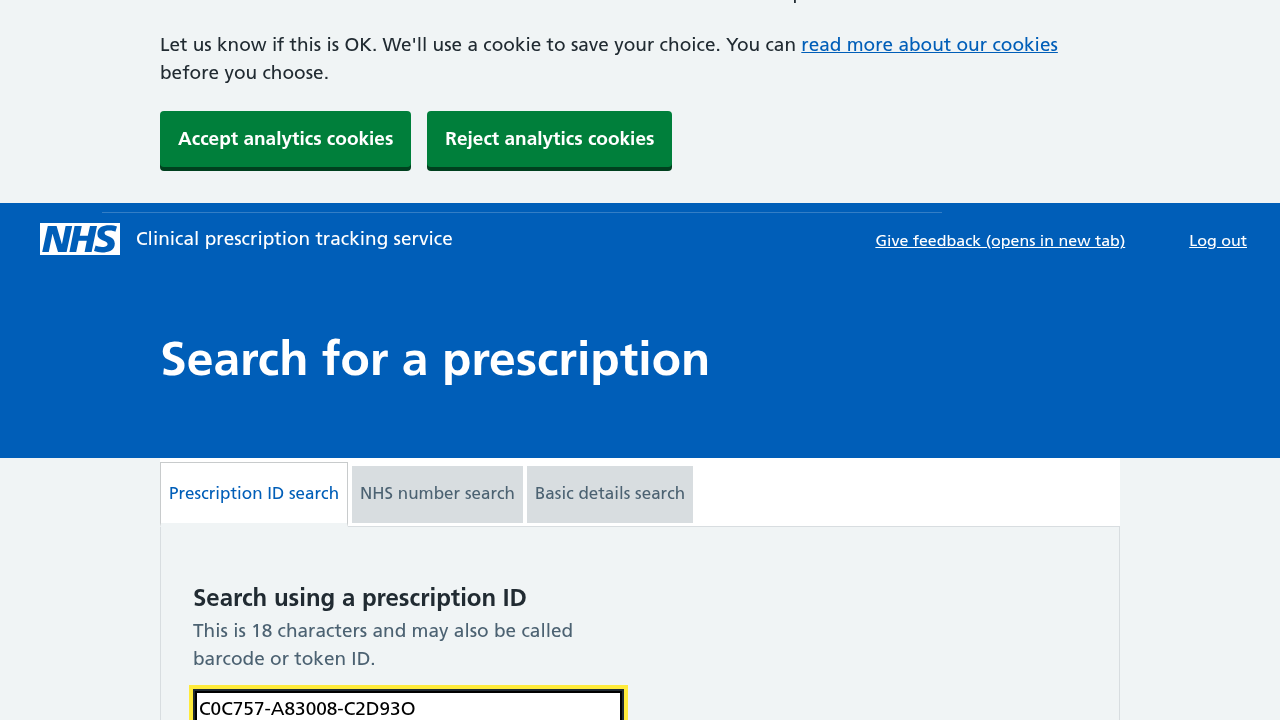 Let us know if this is OK. We'll use a cookie to save your choice. You can read more about our cookies
before you choose.
Accept analytics cookies
Reject analytics cookies
NHS
Clinical prescription tracking service
Give feedback (opens in new tab)
Log out
Search for a prescription
Prescription ID search
NHS number search
Basic details search
Search using a prescription ID
This is 18 characters and may also be called
barcode or token ID.
C0C757-A83008-C2D93O